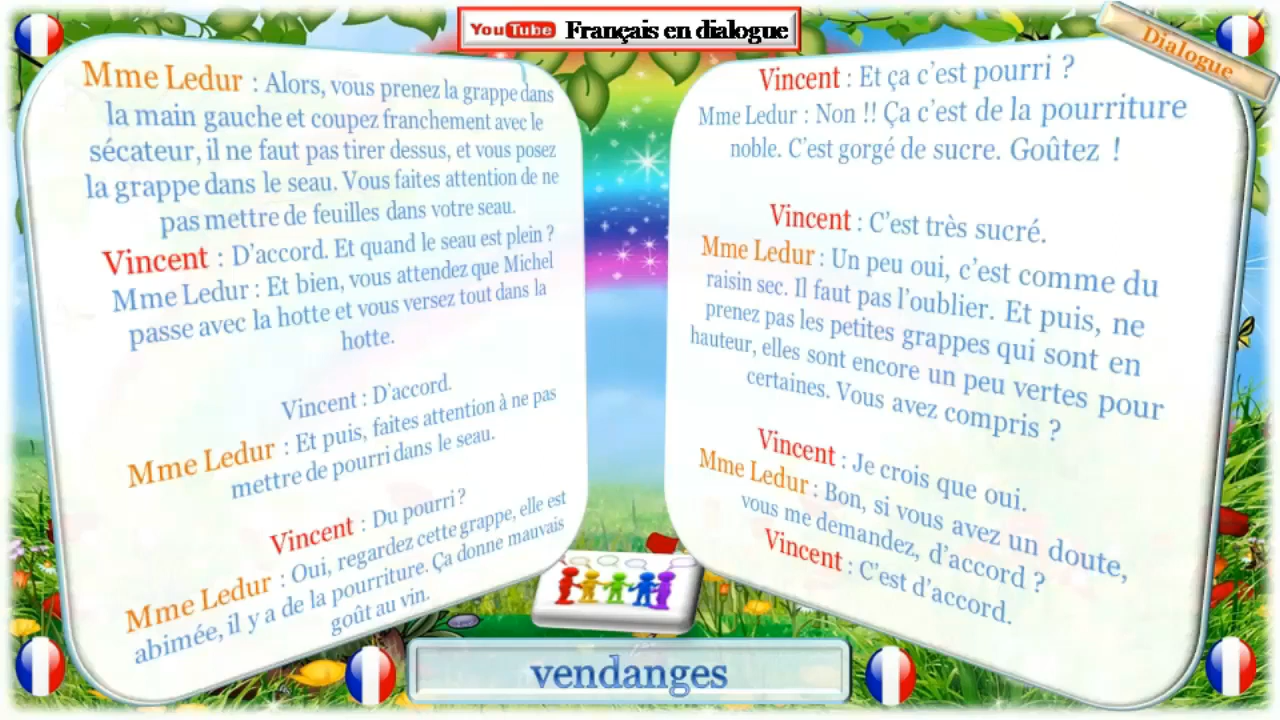 YouTube Français en dialogue
Dialogue
Mme Ledur : Alors, vous prenez la grappe dans
la main gauche et coupez franchement avec le
sécateur, il ne faut pas tirer dessus, et vous posez
la grappe dans le seau. Vous faites attention de ne
pas mettre de feuilles dans votre seau.
Vincent : D’accord. Et quand le seau est plein ?
Mme Ledur : Et bien, vous attendez que Michel
passe avec la hotte et vous versez tout dans la
hotte.
Vincent : D’accord.
Mme Ledur : Et puis, faites attention à ne pas
mettre de pourri dans le seau.
Vincent : Du pourri ?
Mme Ledur : Oui, regardez cette grappe, elle est
abimée, il y a de la pourriture. Ça donne mauvais
goût au vin.
Vincent : Et ça c’est pourri ?
Mme Ledur : Non !! Ça c’est de la pourriture
noble. C’est gorgé de sucre. Goûtez !
Vincent : C’est très sucré.
Mme Ledur : Un peu oui, c’est comme du
raisin sec. Il faut pas l’oublier. Et puis, ne
prenez pas les petites grappes qui sont en
hauteur, elles sont encore un peu vertes pour
certaines. Vous avez compris ?
Vincent : Je crois que oui.
Mme Ledur : Bon, si vous avez un doute,
vous me demandez, d’accord ?
Vincent : C’est d’accord.
vendanges